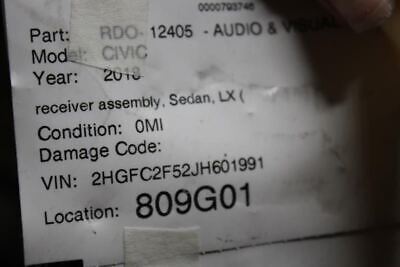 0000793746
Part: RDO- 12405 - AUDIO & VISUAL
Model: CIVIC
Year: 2018
receiver assembly, Sedan, LX (
Condition: 0MI
Damage Code:
VIN: 2HGFC2F52JH601991
Location: 809G01